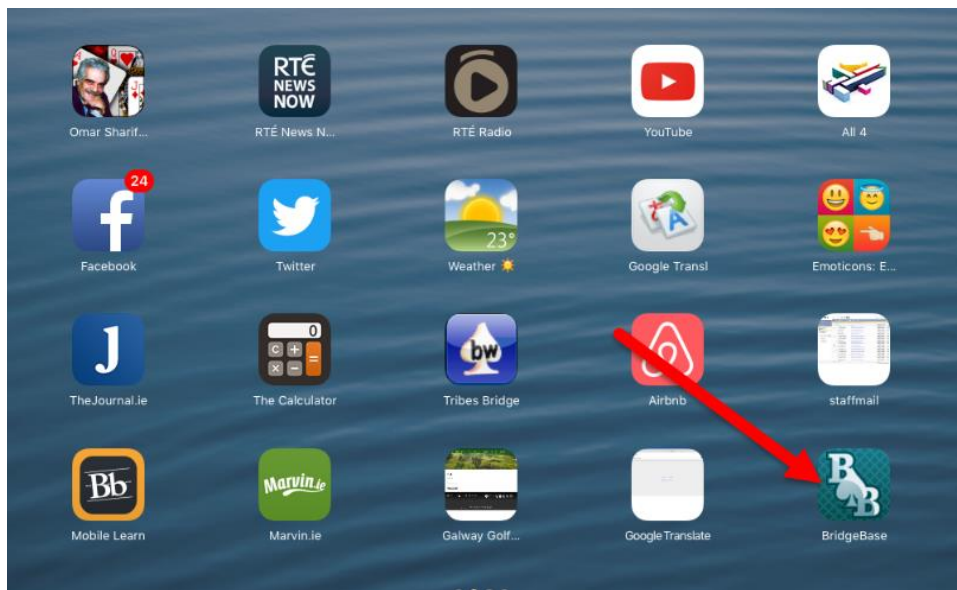 RTÉ
NEWS
NOW
Omar Sharif...
RTÉ News N...
RTÉ Radio
YouTube
All 4
24
f
23°
Facebook
Twitter
Weather ☀️
Google Transl
Emoticons: E...
J
0
C + = × −
bw
TheJournal.ie
The Calculator
Tribes Bridge
Airbnb
staffmail
Bb
Marvin.ie
B
B
Mobile Learn
Marvin.ie
Galway Golf...
Google Translate
BridgeBase